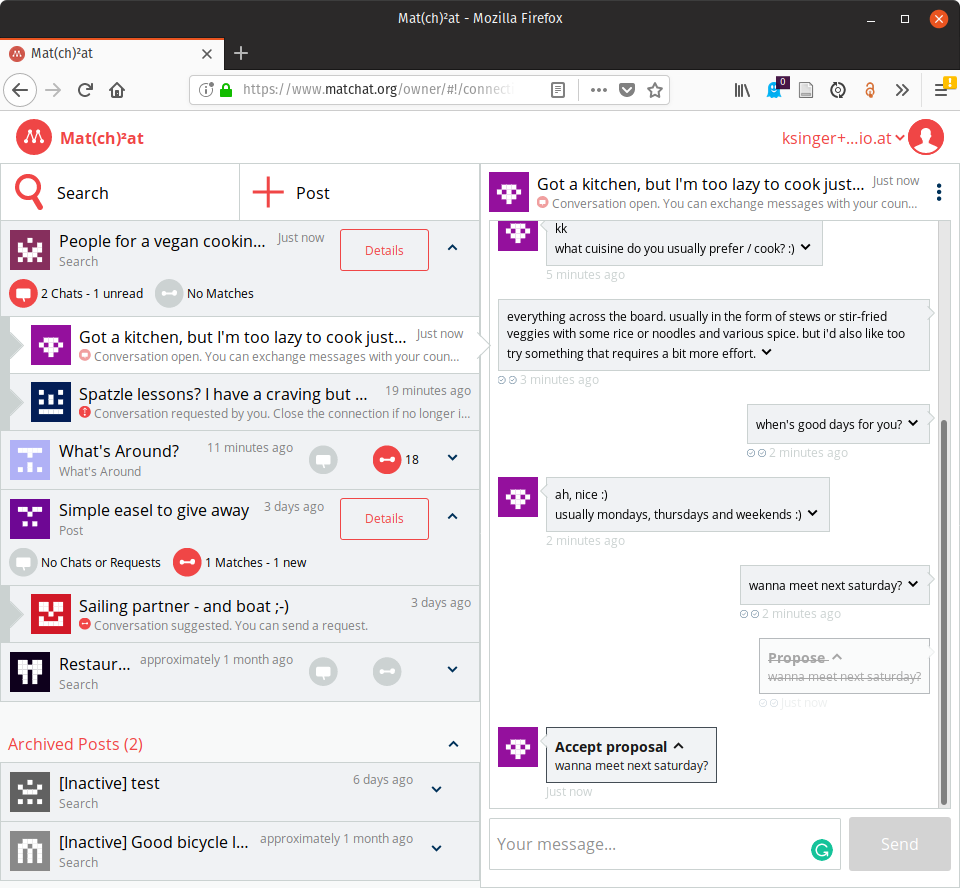 Mat(ch)²at - Mozilla Firefox
Mat(ch)²at
https://www.matchat.org/owner/#!/connect
0
Mat(ch)²at
ksinger+...io.at
Search
Post
People for a vegan cookin...
Just now
Details
Search
2 Chats - 1 unread
No Matches
Got a kitchen, but I'm too lazy to cook just...
Just now
Conversation open. You can exchange messages with your coun...
Spatzle lessons? I have a craving but ...
19 minutes ago
Conversation requested by you. Close the connection if no longer i...
What's Around?
11 minutes ago
What's Around
18
Simple easel to give away
3 days ago
Details
Post
No Chats or Requests
1 Matches - 1 new
Sailing partner - and boat ;-)
3 days ago
Conversation suggested. You can send a request.
Restaur...
approximately 1 month ago
Search
Archived Posts (2)
[Inactive] test
6 days ago
Search
[Inactive] Good bicycle l...
approximately 1 month ago
Search
Got a kitchen, but I'm too lazy to cook just...
Just now
Conversation open. You can exchange messages with your coun...
kk
what cuisine do you usually prefer / cook? :)
5 minutes ago
everything across the board. usually in the form of stews or stir-fried
veggies with some rice or noodles and various spice. but i'd also like too
try something that requires a bit more effort.
3 minutes ago
when's good days for you?
2 minutes ago
ah, nice :)
usually mondays, thursdays and weekends :)
2 minutes ago
wanna meet next saturday?
2 minutes ago
Propose
wanna meet next saturday?
Just now
Accept proposal
wanna meet next saturday?
Just now
Your message...
Send